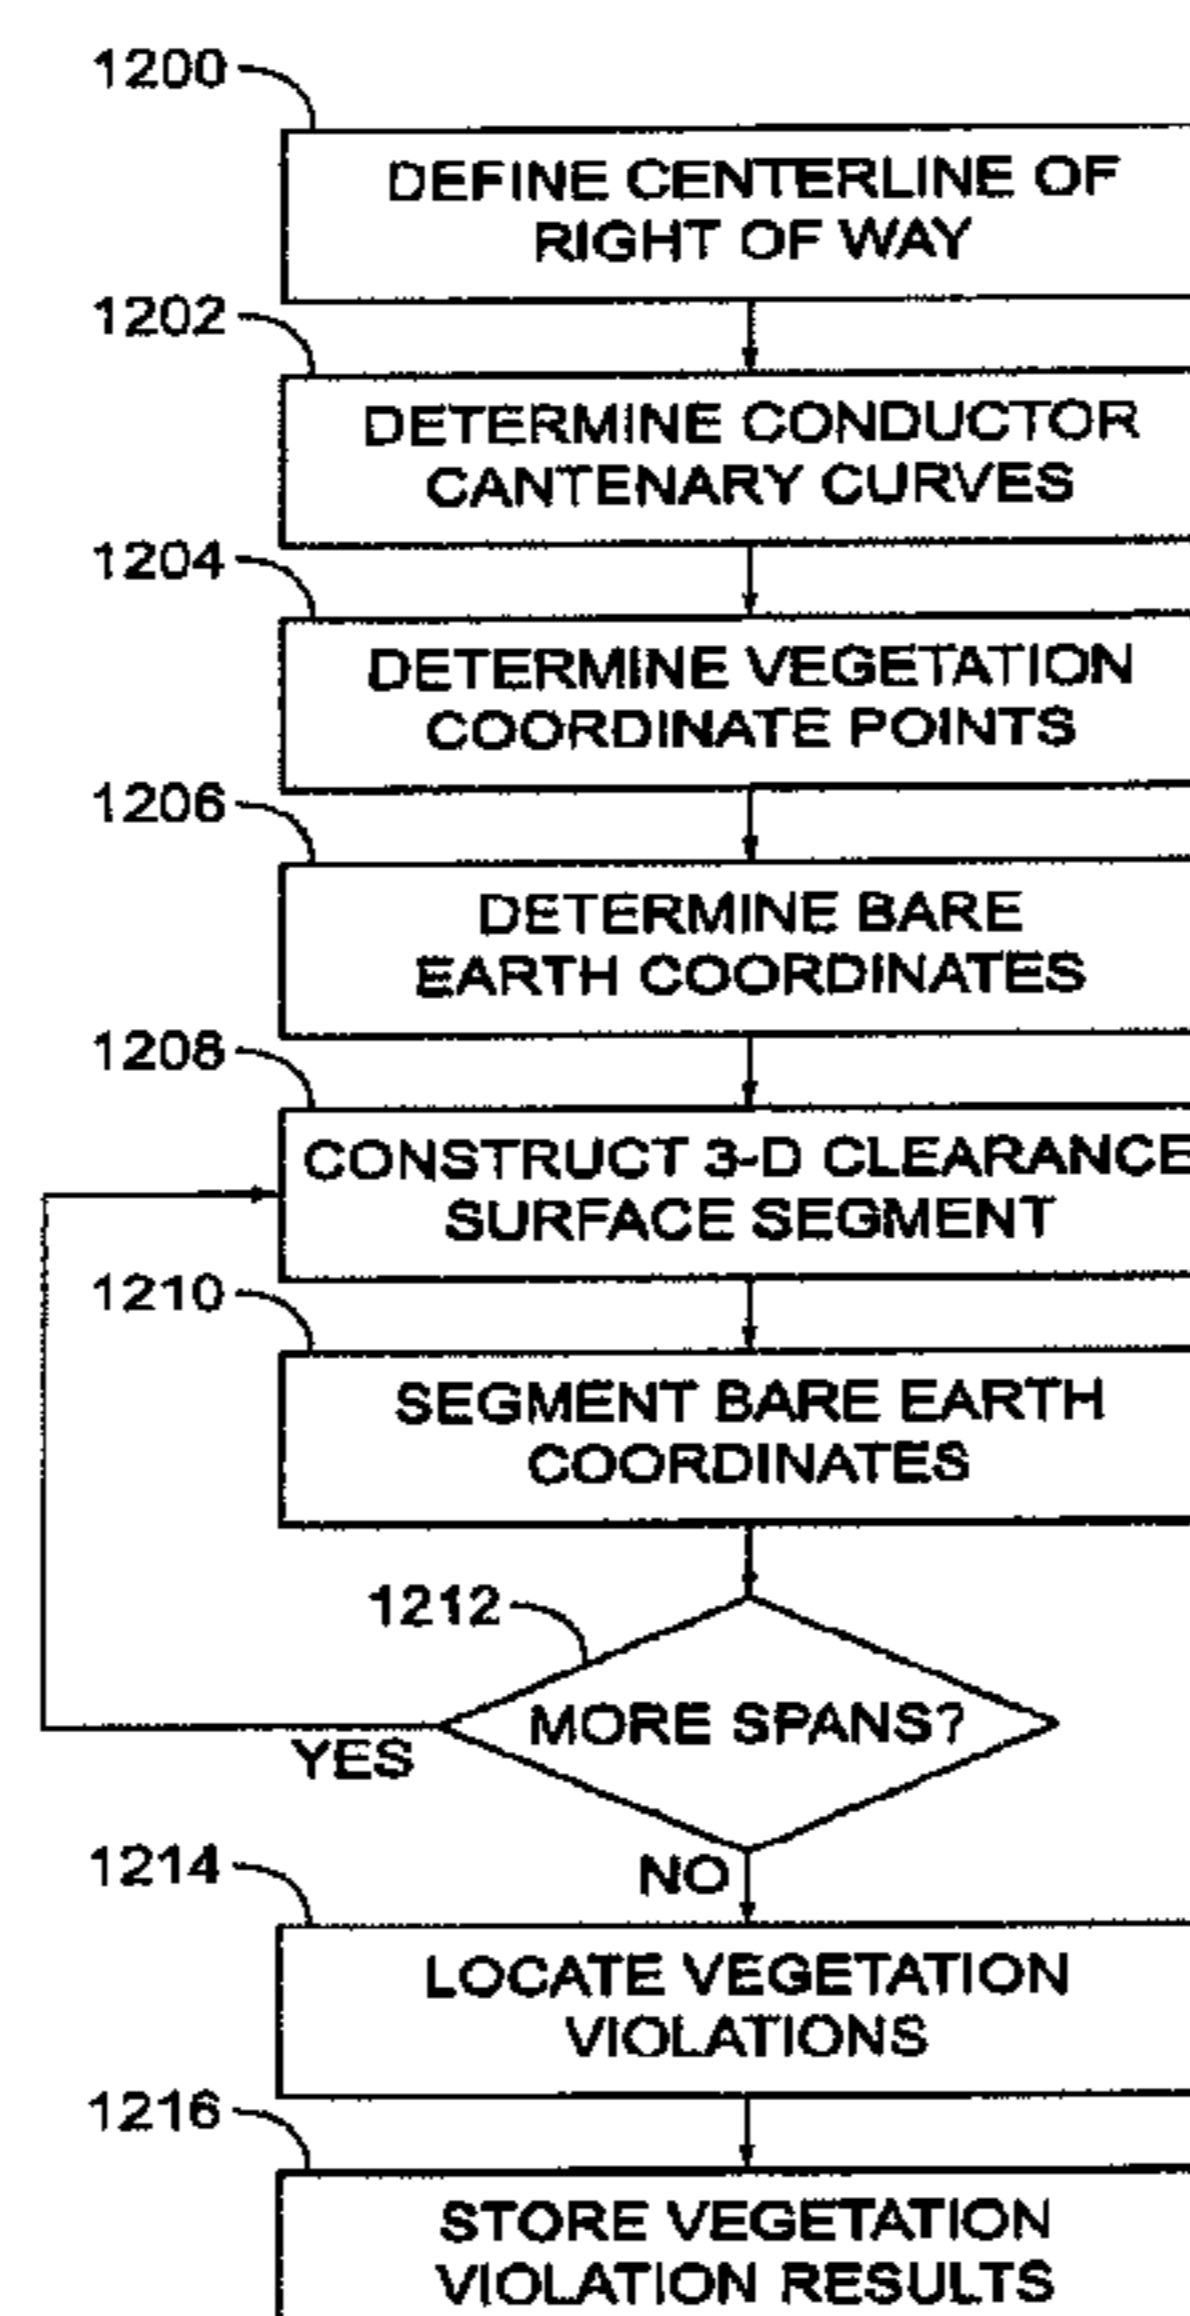 1200
DEFINE CENTERLINE OF
RIGHT OF WAY
1202
DETERMINE CONDUCTOR
CANTENARY CURVES
1204
DETERMINE VEGETATION
COORDINATE POINTS
1206
DETERMINE BARE
EARTH COORDINATES
1208
CONSTRUCT 3-D CLEARANCE
SURFACE SEGMENT
1210
SEGMENT BARE EARTH
COORDINATES
1212
MORE SPANS?
YES
NO
1214
LOCATE VEGETATION
VIOLATIONS
1216
STORE VEGETATION
VIOLATION RESULTS